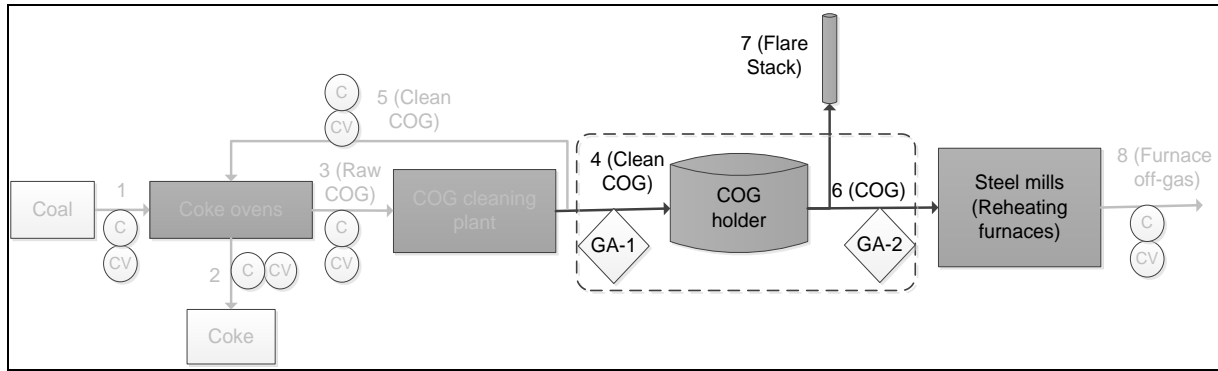 7 (Flare
Stack)
C
CV
5 (Clean
COG)
4 (Clean
COG)
3 (Raw
COG)
8 (Furnace
off-gas)
Coal
1
Coke ovens
COG cleaning
plant
COG
holder
6 (COG)
Steel mills
(Reheating
furnaces)
C
CV
C
CV
GA-1
GA-2
C
CV
2
C CV
Coke